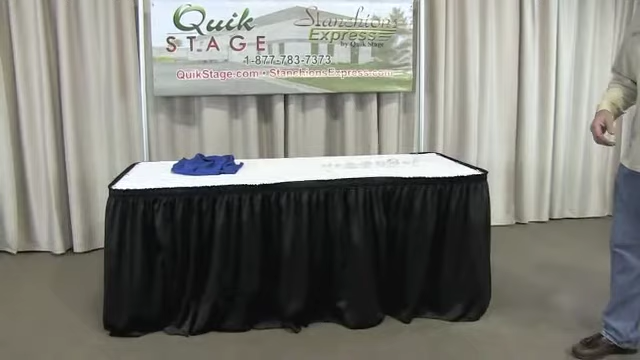 Quik
STAGE
Stanchions
Express
by Quik Stage
1-877-783-7373
QuikStage.com • StanchionsExpress.com